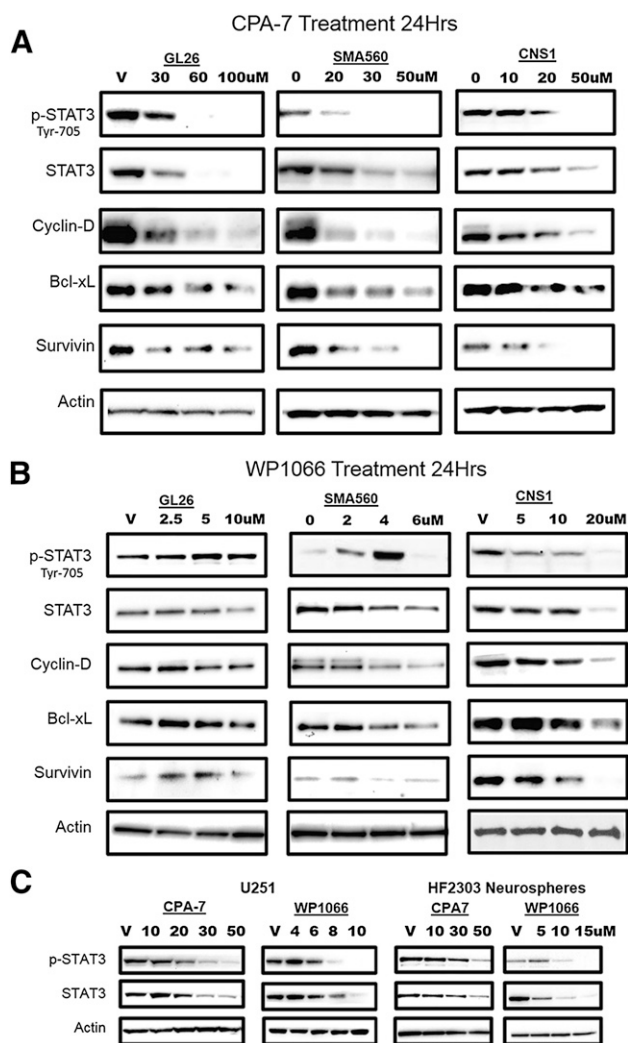 CPA-7 Treatment 24Hrs
A
GL26 SMA560 CNS1
V 30 60 100uM 0 20 30 50uM 0 10 20 50uM
p-STAT3
Tyr-705
STAT3
Cyclin-D
Bcl-xL
Survivin
Actin
WP1066 Treatment 24Hrs
B
GL26 SMA560 CNS1
V 2.5 5 10uM 0 2 4 6uM V 5 10 20uM
p-STAT3
Tyr-705
STAT3
Cyclin-D
Bcl-xL
Survivin
Actin
C
U251 HF2303 Neurospheres
CPA-7 WP1066 CPA7 WP1066
V 10 20 30 50 V 4 6 8 10 V 10 30 50 V 5 10 15uM
p-STAT3
STAT3
Actin